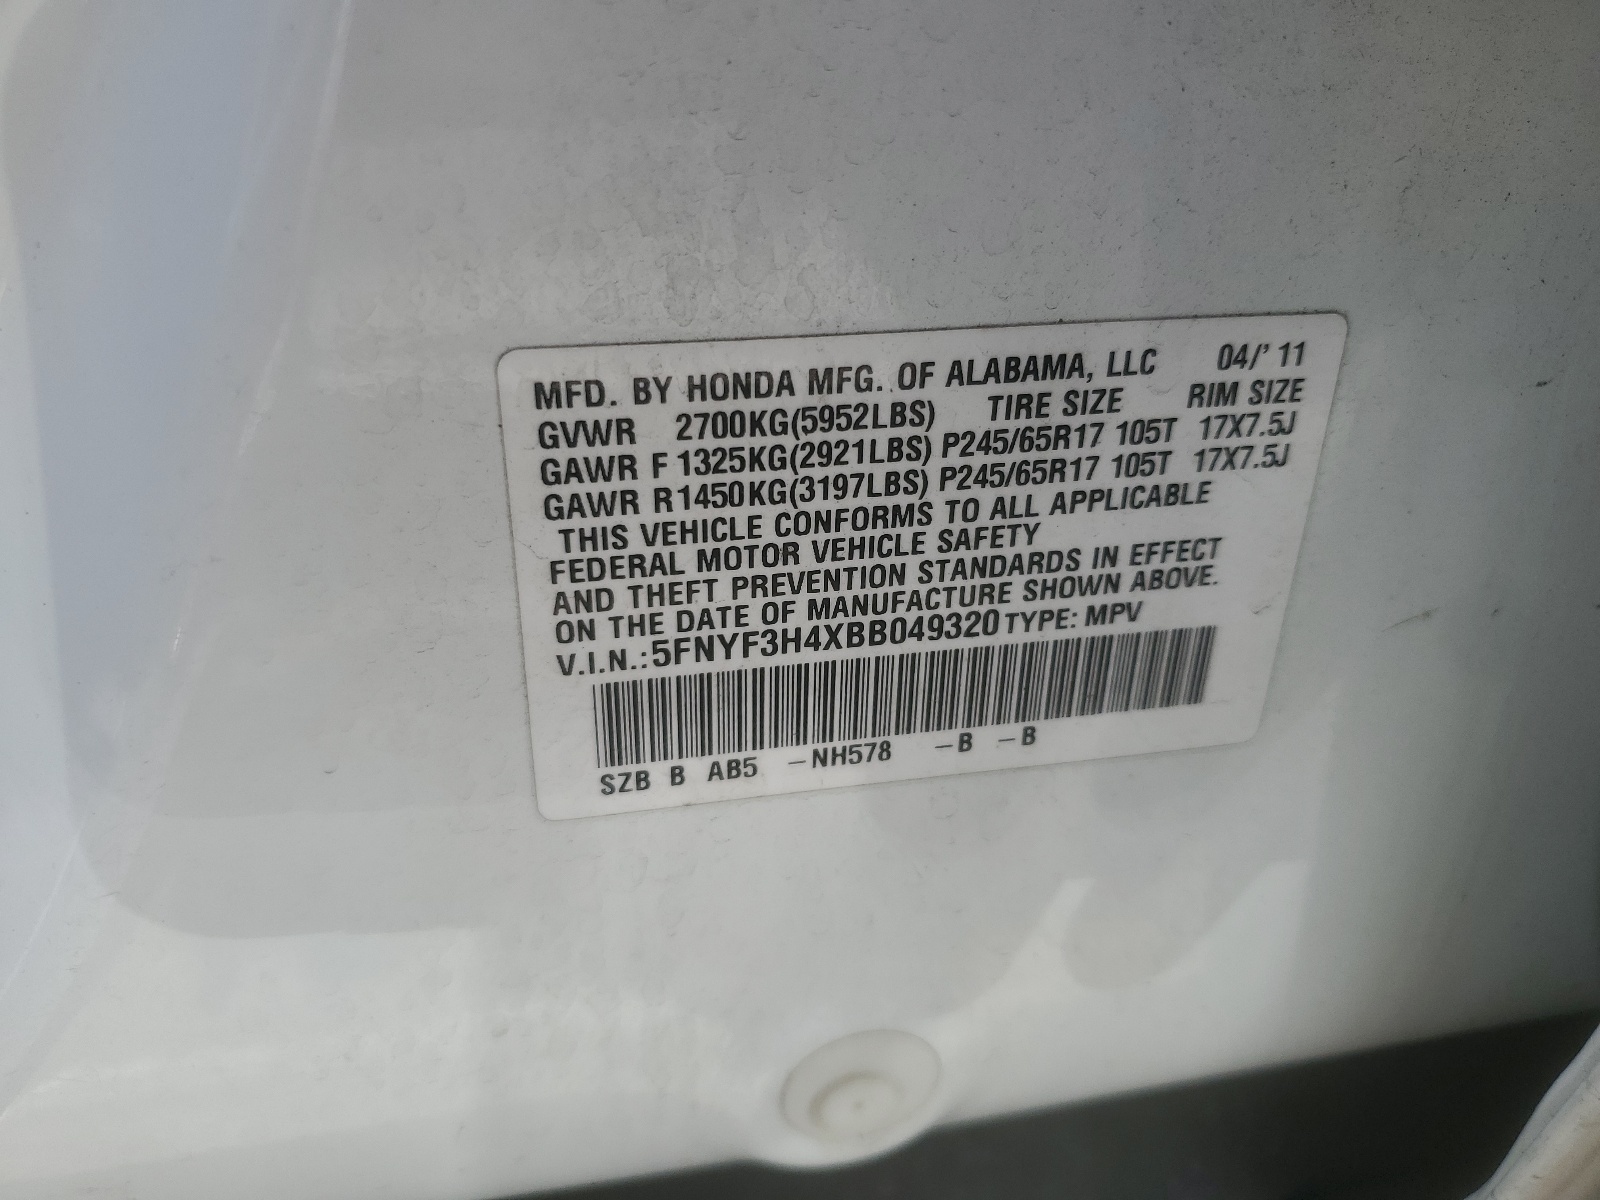 MFD. BY HONDA MFG. OF ALABAMA, LLC 04/' 11
GVWR 2700KG(5952LBS) TIRE SIZE RIM SIZE
GAWR F 1325KG(2921LBS) P245/65R17 105T 17X7.5J
GAWR R 1450KG(3197LBS) P245/65R17 105T 17X7.5J
THIS VEHICLE CONFORMS TO ALL APPLICABLE
FEDERAL MOTOR VEHICLE SAFETY
AND THEFT PREVENTION STANDARDS IN EFFECT
ON THE DATE OF MANUFACTURE SHOWN ABOVE.
V.I.N.: 5FNYF3H4XBB049320 TYPE: MPV
SZB B AB5 –NH578 –B –B